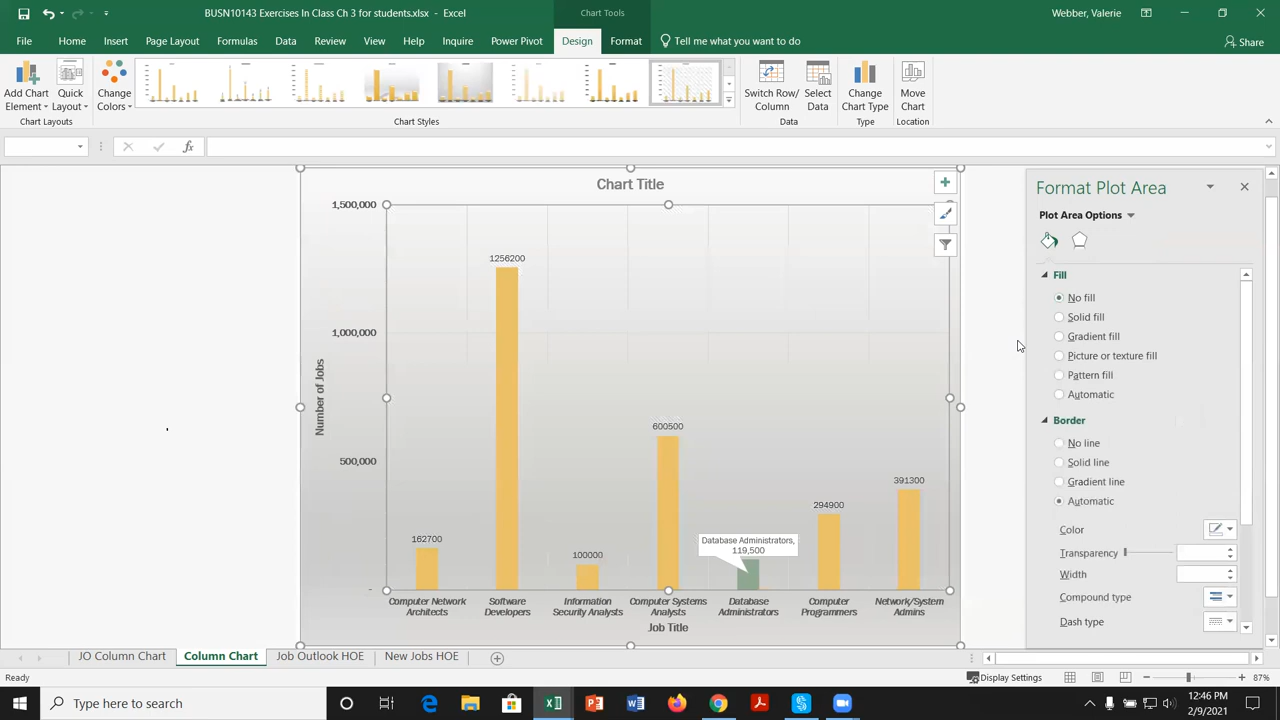 BUSN10143 Exercises In Class Ch 3 for students.xlsx - Excel
Chart Tools
Webber, Valerie
File Home Insert Page Layout Formulas Data Review View Help Inquire Power Pivot Design Format Tell me what you want to do Share
Add Chart Element
Quick Layout
Change Colors
Switch Row/ Column
Select Data
Change Chart Type
Move Chart
Chart Layouts
Chart Styles
Data
Type
Location
fx
Chart Title
1,500,000
1,000,000
500,000
-
Number of Jobs
162700
1256200
100000
600500
Database Administrators,
119,500
294900
391300
Computer Network Architects
Software Developers
Information Security Analysts
Computer Systems Analysts
Database Administrators
Computer Programmers
Network/System Admins
Job Title
Format Plot Area
Plot Area Options
Fill
No fill
Solid fill
Gradient fill
Picture or texture fill
Pattern fill
Automatic
Border
No line
Solid line
Gradient line
Automatic
Color
Transparency
Width
Compound type
Dash type
JO Column Chart Column Chart Job Outlook HOE New Jobs HOE
Ready
Display Settings
87%
Type here to search
12:46 PM
2/9/2021